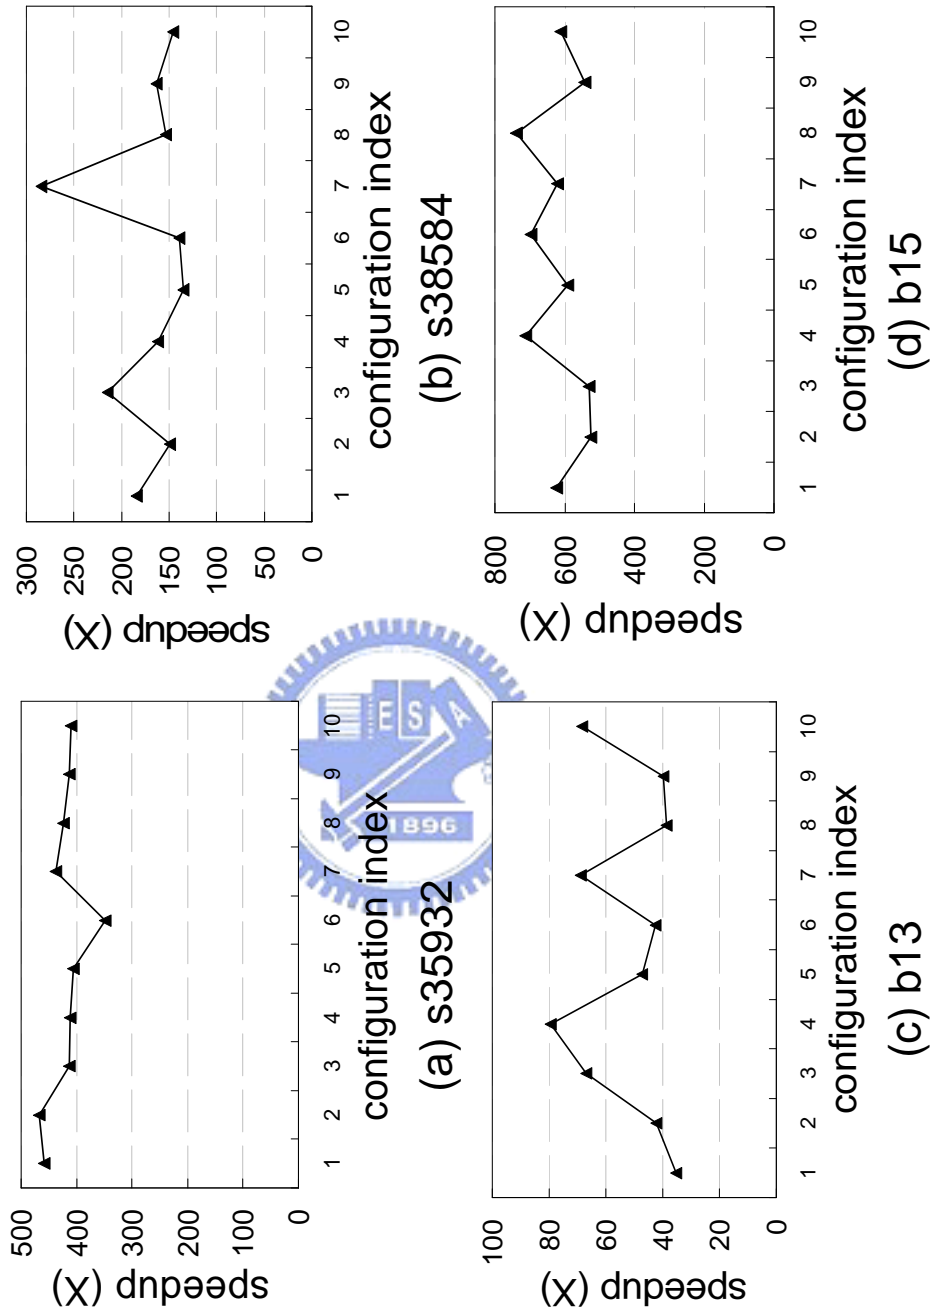 500
400
300
200
100
0
speedup (X)
1 2 3 4 5 6 7 8 9 10
configuration index
(a) s35932
300
250
200
150
100
50
0
speedup (X)
1 2 3 4 5 6 7 8 9 10
configuration index
(b) s38584
100
80
60
40
20
0
speedup (X)
1 2 3 4 5 6 7 8 9 10
configuration index
(c) b13
800
600
400
200
0
speedup (X)
1 2 3 4 5 6 7 8 9 10
configuration index
(d) b15
E S A
1896